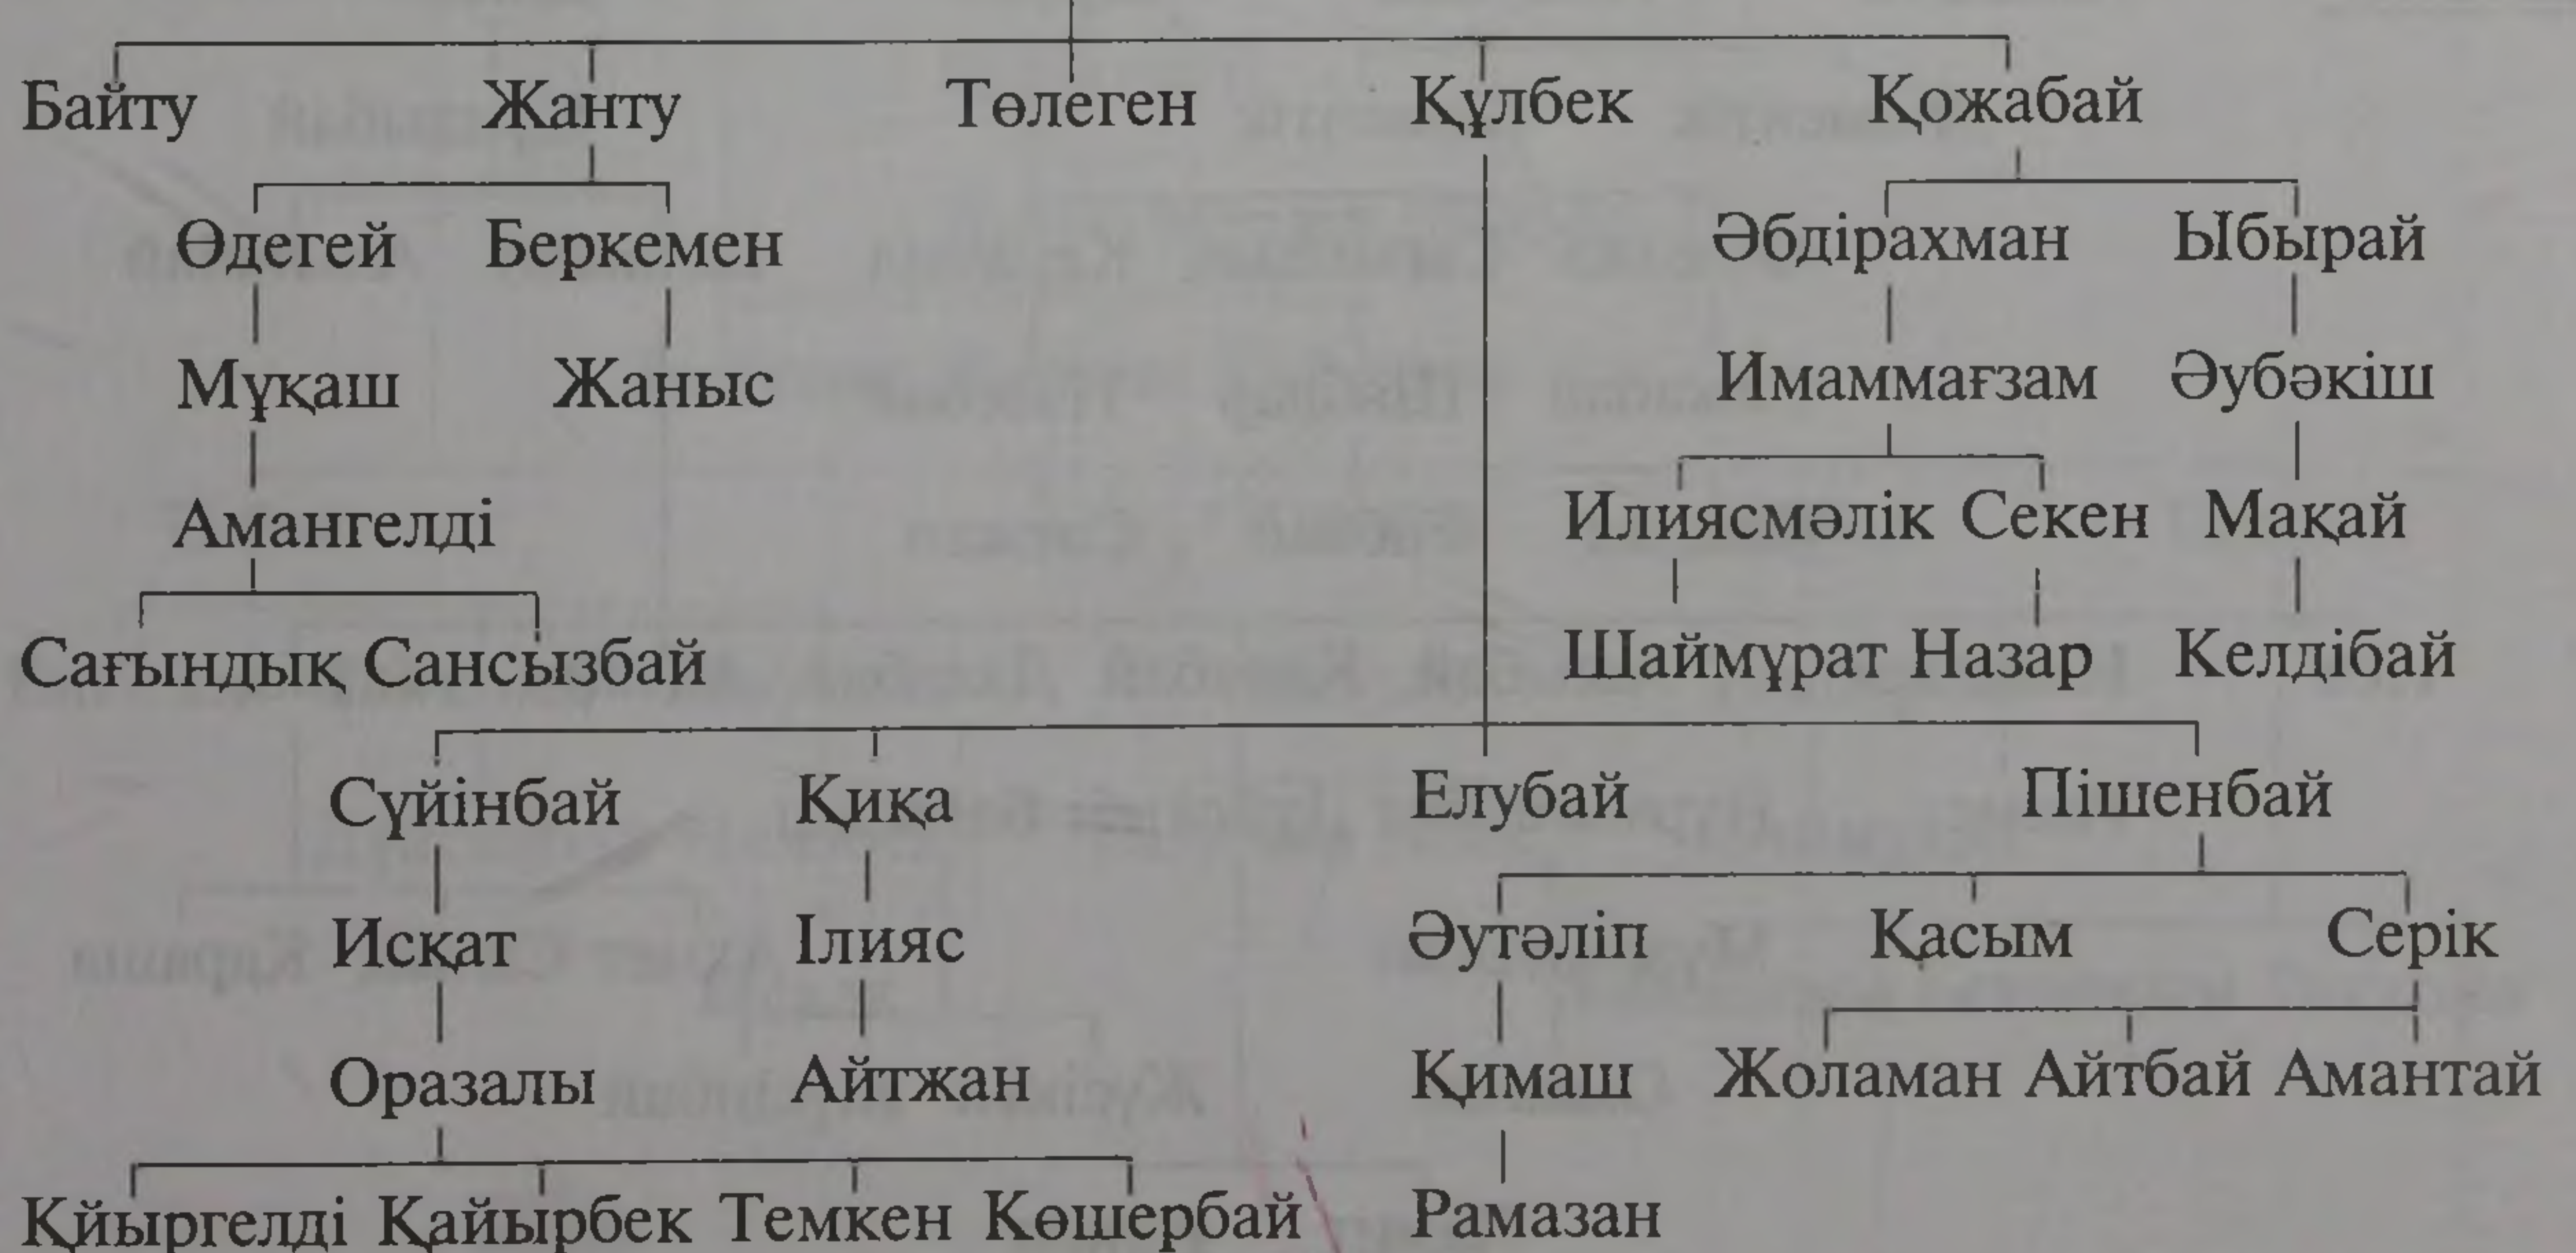 Байту Жанту Төлеген Құлбек Қожабай
Өдегей Беркемен Әбдірахман Ыбырай
Мұқаш Жаныс Имаммағзам Әубәкіш
Амангелді Илиясмәлік Секен Мақай
Сағындық Сансызбай Шаймұрат Назар Келдібай
Сүйінбай Қиқа Елубай Пішенбай
Исқат Ілияс Әутәліп Қасым Серік
Оразалы Айтжан Қимаш Жоламан Айтбай Амантай
Қйыргелді Қайырбек Темкен Көшербай Рамазан